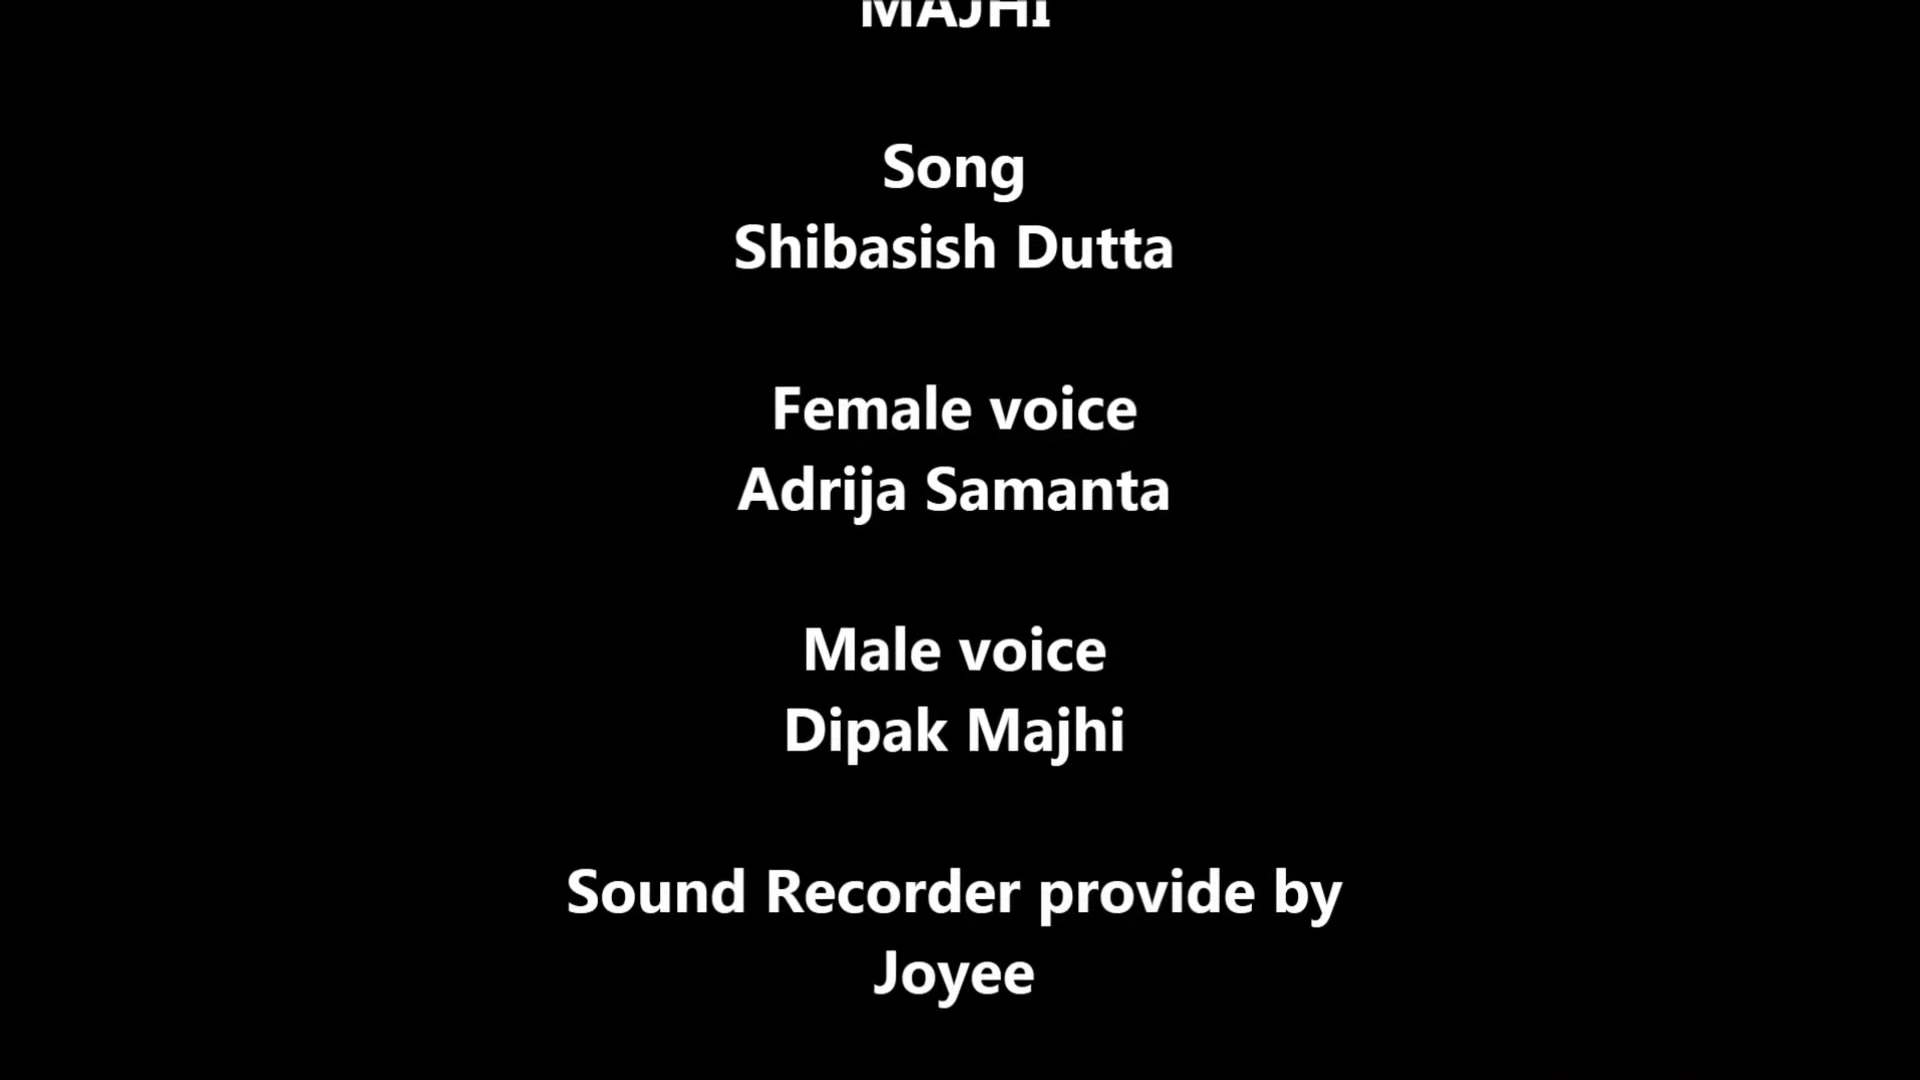 MAJHI
Song
Shibasish Dutta
Female voice
Adrija Samanta
Male voice
Dipak Majhi
Sound Recorder provide by
Joyee